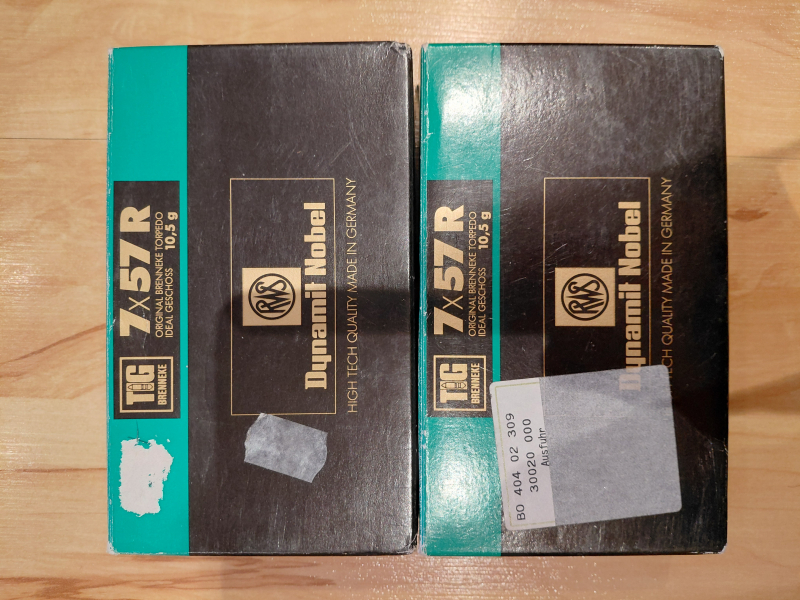 7x57 R
ORIGINAL BRENNEKE TORPEDO
IDEAL GESCHOSS 10,5 g
TIG
BRENNEKE
RWS
Dynamit Nobel
HIGH TECH QUALITY MADE IN GERMANY
7x57 R
ORIGINAL BRENNEKE TORPEDO
IDEAL GESCHOSS 10,5 g
TIG
BRENNEKE
RWS
Dynamit Nobel
TECH QUALITY MADE IN GERMANY
BO 404 02 309
30020 000
Ausfuhr